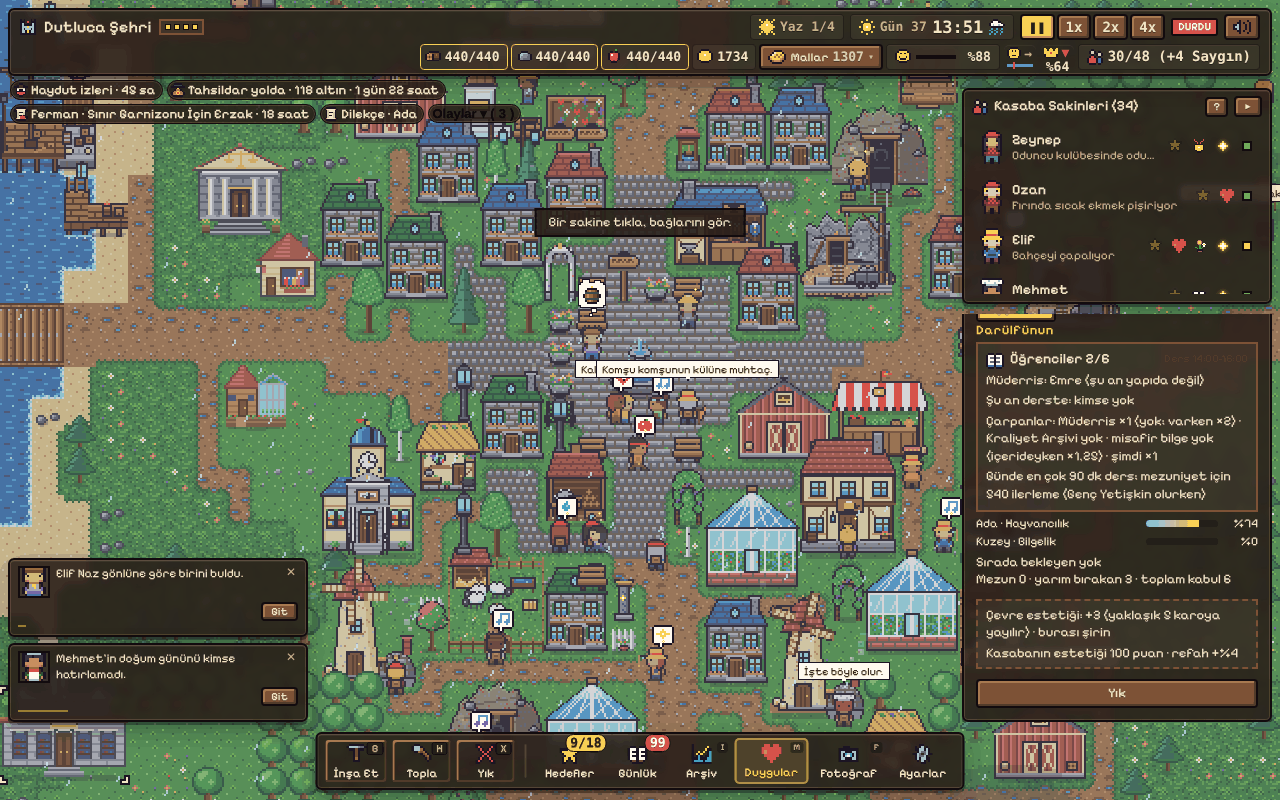 Dutluca Şehri
Yaz 1/4
Gün 37 13:51
1x
2x
4x
DURDU
440/440
440/440
440/440
1734
Mallar 1307
%88
%64
30/48 (+4 Saygın)
Haydut izleri · 45 sa
Tahsildar yolda · 118 altın · 1 gün 22 saat
Ferman · Sınır Garnizonu İçin Erzak · 18 saat
Dilekçe · Ada
Olaylar ▾ ( 3 )
Bir sakine tıkla, bağlarını gör.
Kasaba Sakinleri (34)
?
Zeynep
Oduncu kulübesinde odu...
Ozan
Fırında sıcak ekmek pişiriyor
Elif
Bahçeyi çapalıyor
Mehmet
Komşu komşunun külüne muhtaç.
İşte böyle olur.
Darülfünun
Öğrenciler 2/6
Müderris: Emre (şu an yapıda değil)
Şu an derste: kimse yok
Çarpanlar: Müderris ×1 (yok; varken ×2) ·
Kraliyet Arşivi yok · misafir bilge yok
(içerideyken ×1,25) · şimdi ×1
Günde en çok 90 dk ders; mezuniyet için
540 ilerleme (Genç Yetişkin olurken)
Ada · Hayvancılık %74
Kuzey · Bilgelik %0
Sırada bekleyen yok
Mezun 0 · yarım bırakan 3 · toplam kabul 6
Çevre estetiği: +3 (yaklaşık 5 karoya
yayılır) · burası şirin
Kasabanın estetiği 100 puan · refah +%4
Yık
Elif Naz gönlüne göre birini buldu.
Git
Mehmet'in doğum gününü kimse
hatırlamadı.
Git
İnşa Et
B
Topla
H
Yık
X
9/18
Hedefler
99
Günlük
Arşiv
I
Duygular
M
Fotoğraf
F
Ayarlar